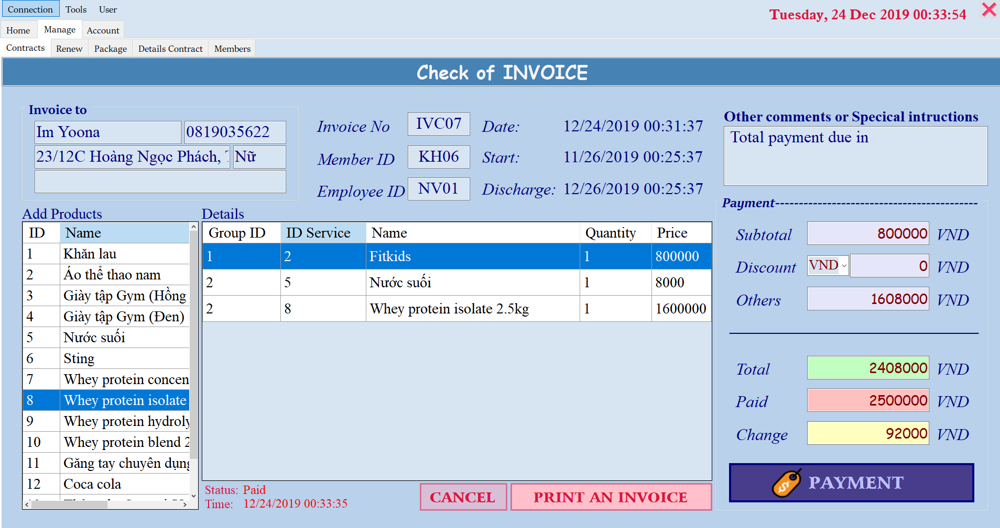 Connection Tools User
Tuesday, 24 Dec 2019 00:33:54
Home Manage Account
Contracts Renew Package Details Contract Members
Check of INVOICE
Invoice to
Im Yoona 0819035622
23/12C Hoàng Ngọc Phách, Nữ
Invoice No IVC07 Date: 12/24/2019 00:31:37
Member ID KH06 Start: 11/26/2019 00:25:37
Employee ID NV01 Discharge: 12/26/2019 00:25:37
Other comments or Specical intructions
Total payment due in
Add Products
ID Name
1 Khăn lau
2 Áo thể thao nam
3 Giày tập Gym (Hồng
4 Giày tập Gym (Đen)
5 Nước suối
6 Sting
7 Whey protein concen
8 Whey protein isolate
9 Whey protein hydroly
10 Whey protein blend 2
11 Găng tay chuyên dụng
12 Coca cola
Details
Group ID ID Service Name Quantity Price
1 2 Fitkids 1 800000
2 5 Nước suối 1 8000
2 8 Whey protein isolate 2.5kg 1 1600000
Status: Paid
Time: 12/24/2019 00:33:35
CANCEL PRINT AN INVOICE
Payment-------------------------------------------
Subtotal 800000 VND
Discount VND 0 VND
Others 1608000 VND
Total 2408000 VND
Paid 2500000 VND
Change 92000 VND
$ PAYMENT